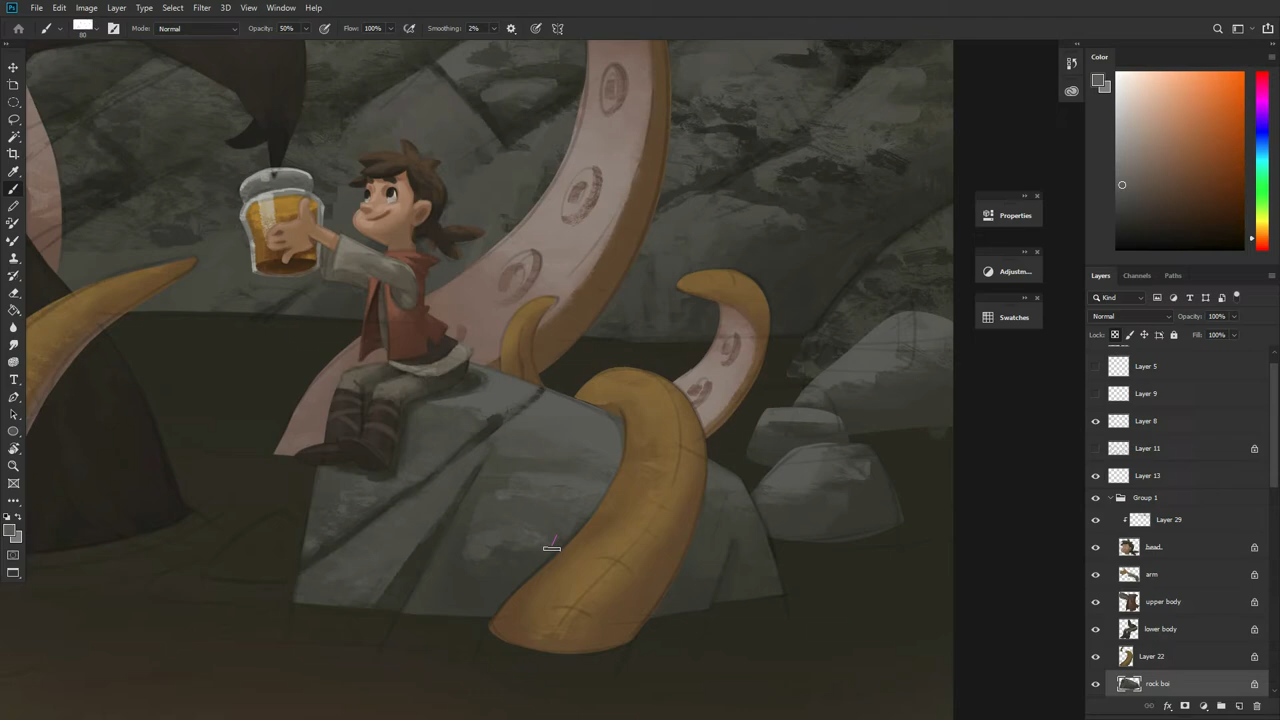 Ps File Edit Image Layer Type Select Filter 3D View Window Help
80 Mode: Normal Opacity: 50% Flow: 100% Smoothing: 2%
Color
Properties
Adjustm...
Swatches
Layers Channels Paths
Kind
Normal Opacity: 100%
Lock: Fill: 100%
Layer 5
Layer 9
Layer 8
Layer 11
Layer 13
Group 1
Layer 29
head
arm
upper body
lower body
Layer 22
rock boi